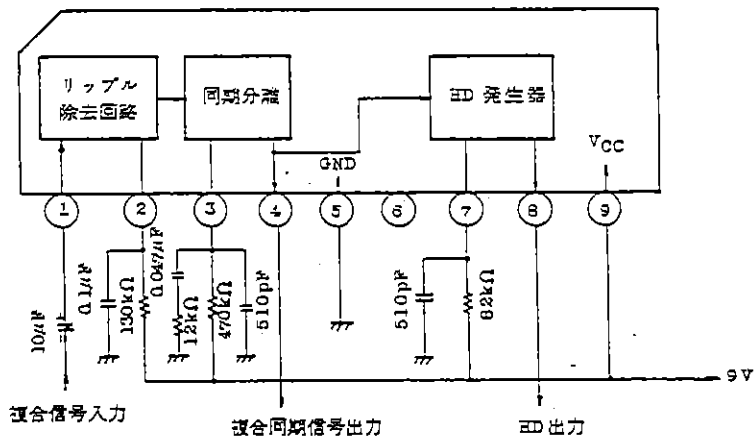 リップル
除去回路
同期分離
HD 発生器
GND
VCC
1
2
3
4
5
6
7
8
9
10μF
0.1μF
130kΩ
0.047μF
12kΩ
470kΩ
510pF
510pF
82kΩ
9V
複合信号入力
複合同期信号出力
HD出力